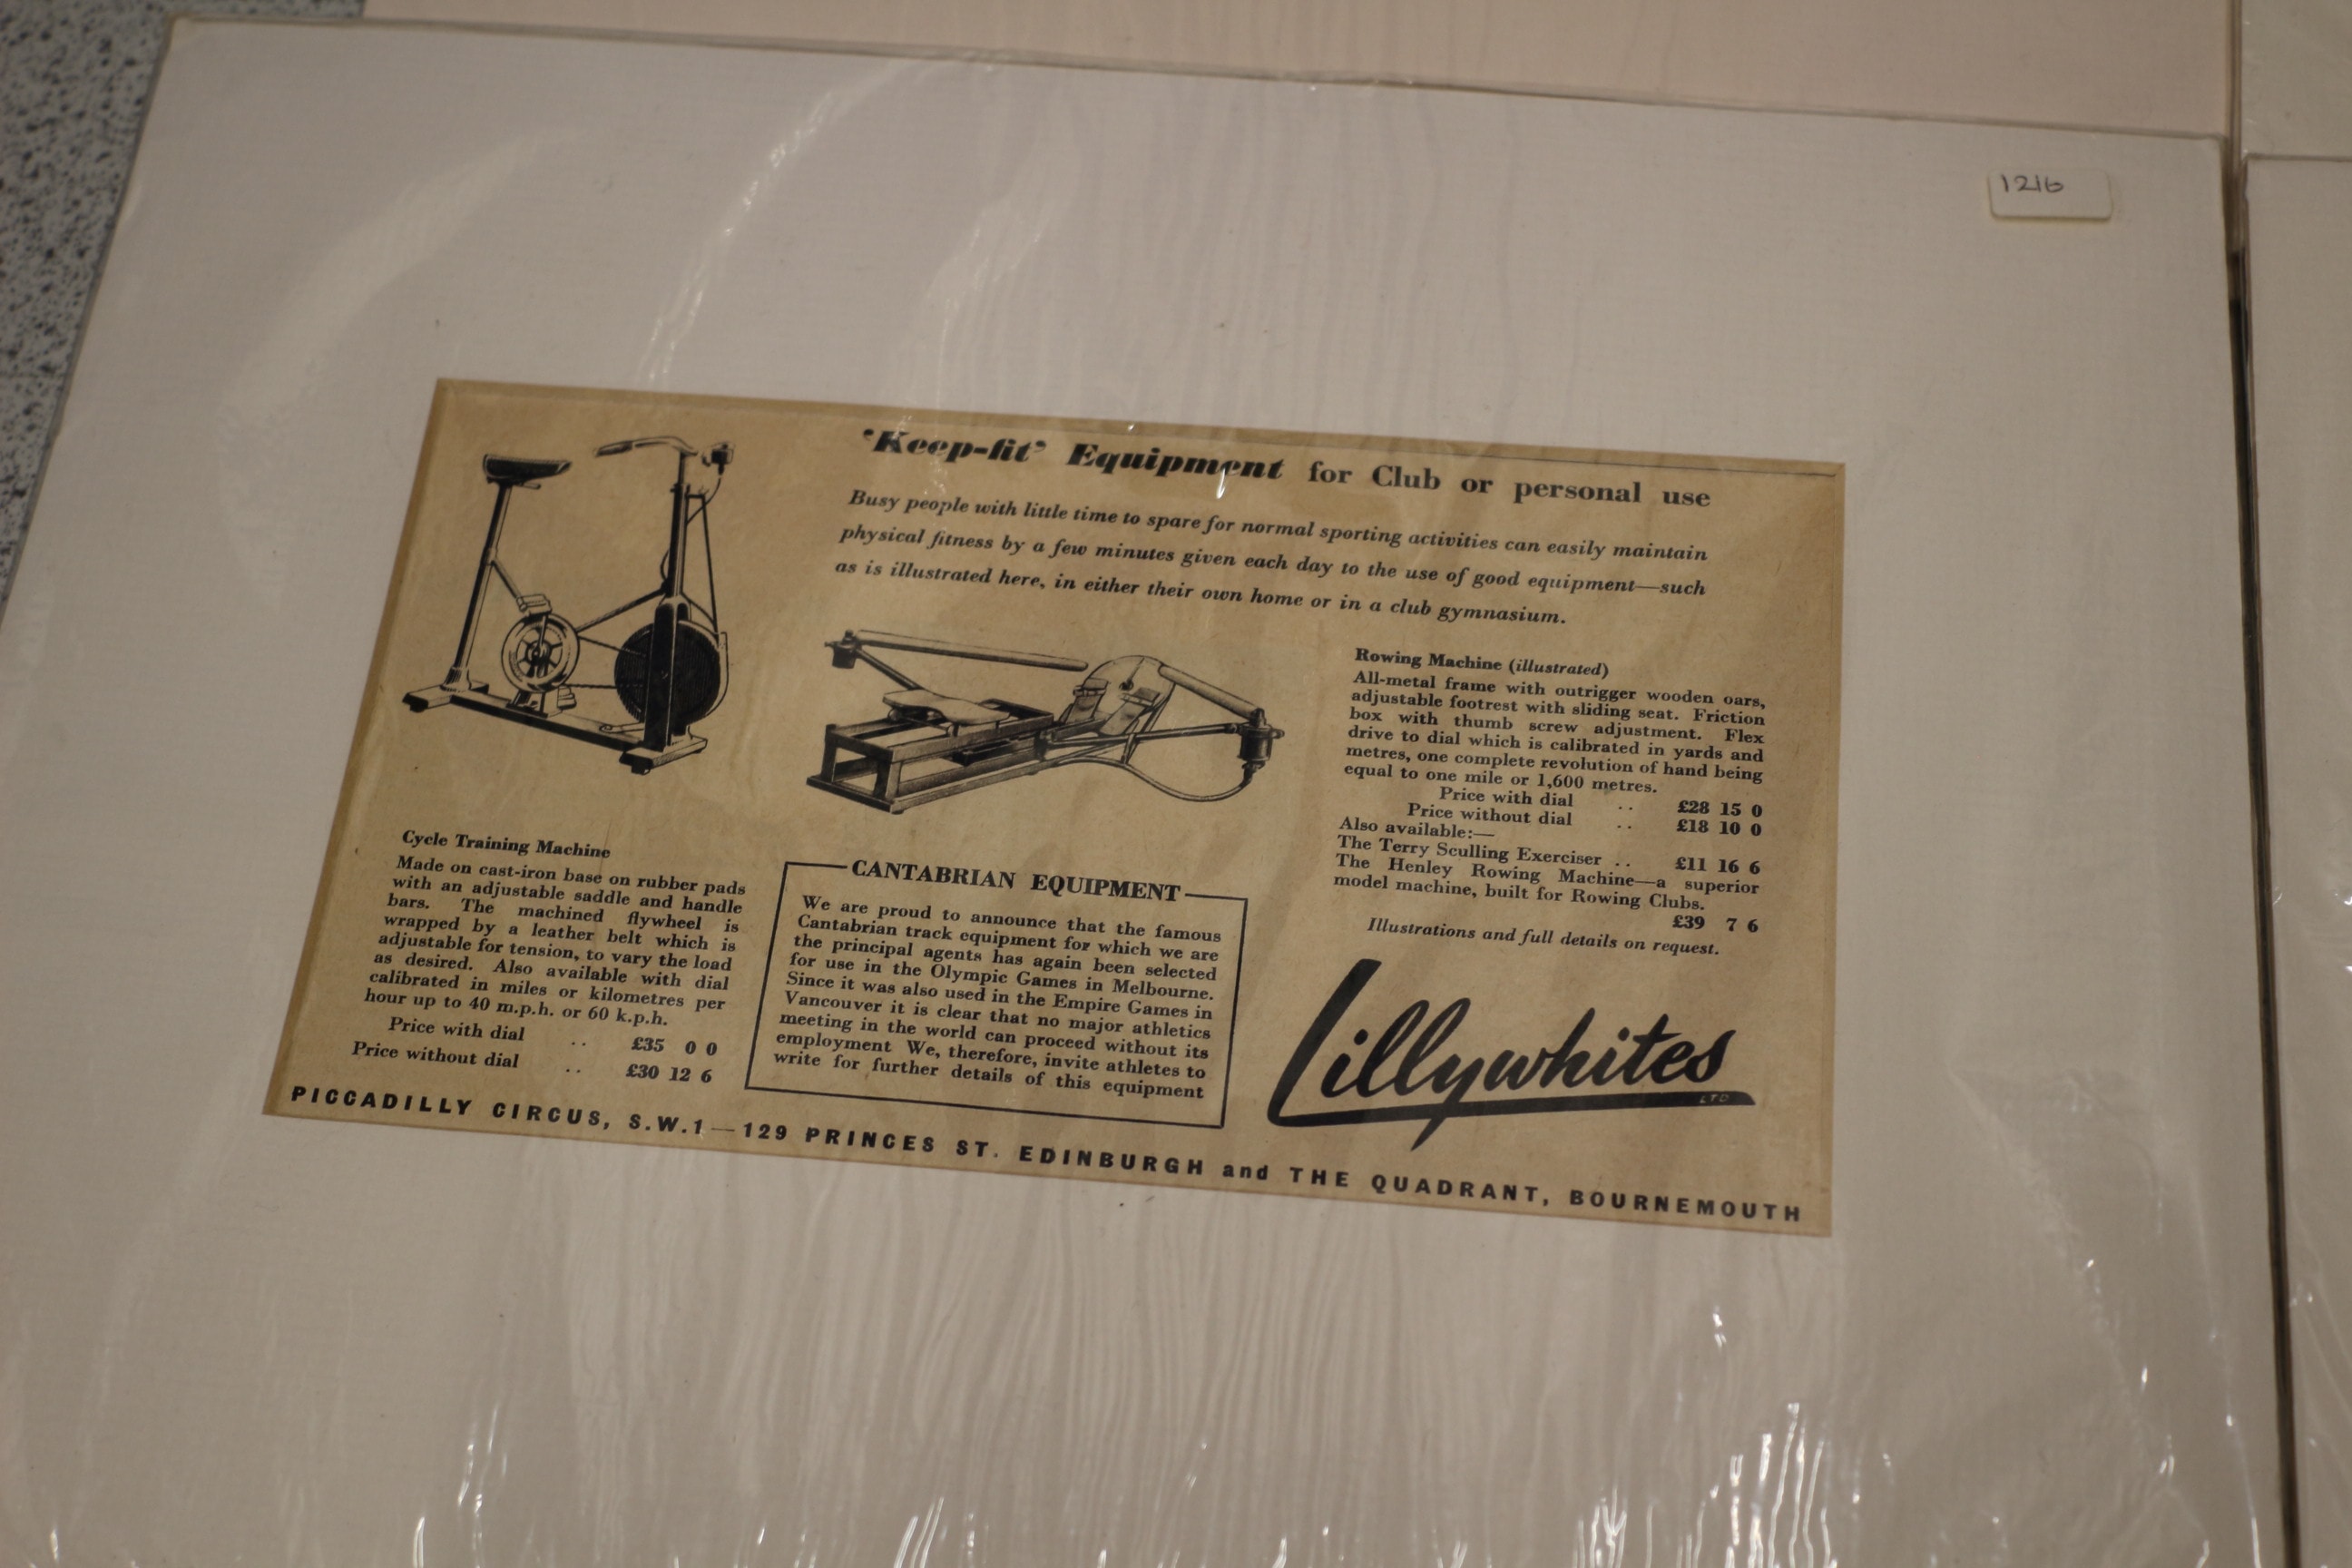 1216
'Keep-fit' Equipment for Club or personal use
Busy people with little time to spare for normal sporting activities can easily maintain
physical fitness by a few minutes given each day to the use of good equipment—such
as is illustrated here, in either their own home or in a club gymnasium.
Cycle Training Machine
Made on cast-iron base on rubber pads
with an adjustable saddle and handle
bars. The machined flywheel is
wrapped by a leather belt which is
adjustable for tension, to vary the load
as desired. Also available with dial
calibrated in miles or kilometres per
hour up to 40 m.p.h. or 60 k.p.h.
Price with dial .. £35 0 0
Price without dial .. £30 12 6
CANTABRIAN EQUIPMENT
We are proud to announce that the famous
Cantabrian track equipment for which we are
the principal agents has again been selected
for use in the Olympic Games in Melbourne.
Since it was also used in the Empire Games in
Vancouver it is clear that no major athletics
meeting in the world can proceed without its
employment We, therefore, invite athletes to
write for further details of this equipment
Rowing Machine (illustrated)
All-metal frame with outrigger wooden oars,
adjustable footrest with sliding seat. Friction
box with thumb screw adjustment. Flex
drive to dial which is calibrated in yards and
metres, one complete revolution of hand being
equal to one mile or 1,600 metres.
Price with dial .. £28 15 0
Price without dial .. £18 10 0
Also available:—
The Terry Sculling Exerciser .. £11 16 6
The Henley Rowing Machine—a superior
model machine, built for Rowing Clubs.
£39 7 6
Illustrations and full details on request.
Lillywhites
LTD
PICCADILLY CIRCUS, S.W.1—129 PRINCES ST. EDINBURGH and THE QUADRANT, BOURNEMOUTH